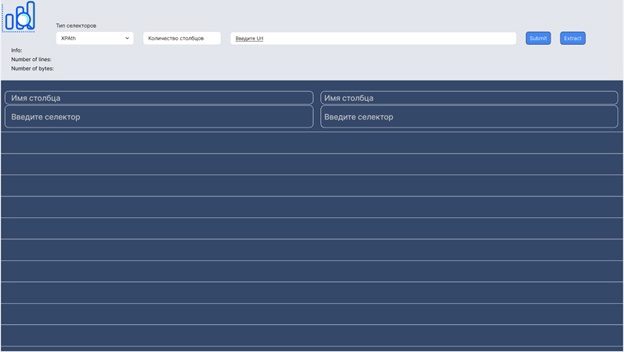 Тип селекторов
XPAth
Количество столбцов
Введите Url
Submit
Extract
Info:
Number of lines:
Number of bytes:
Имя столбца
Имя столбца
Введите селектор
Введите селектор